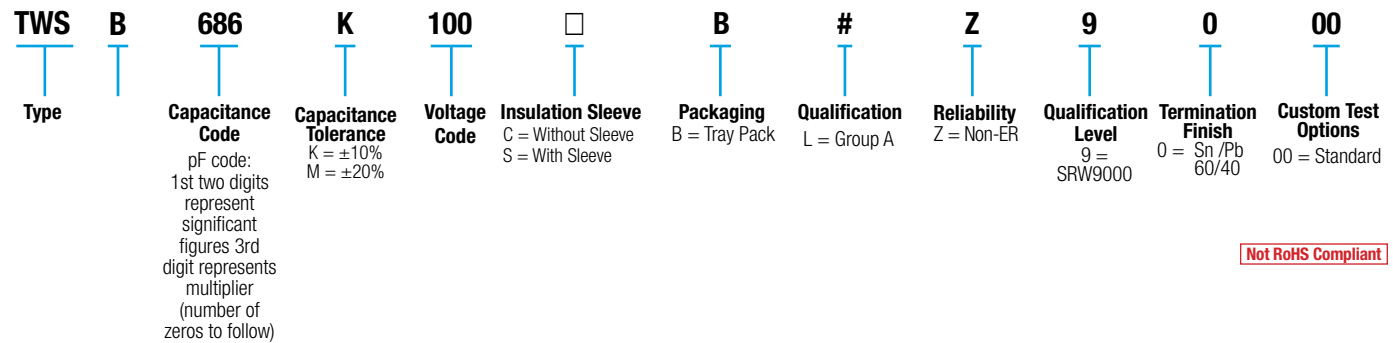 TWS B 686 K 100 □ B # Z 9 0 00
Type
Capacitance
Code
pF code:
1st two digits
represent
significant
figures 3rd
digit represents
multiplier
(number of
zeros to follow)
Capacitance
Tolerance
K = ±10%
M = ±20%
Voltage
Code
Insulation Sleeve
C = Without Sleeve
S = With Sleeve
Packaging
B = Tray Pack
Qualification
L = Group A
Reliability
Z = Non-ER
Qualification
Level
9 =
SRW9000
Termination
Finish
0 = Sn /Pb
60/40
Custom Test
Options
00 = Standard
Not RoHS Compliant